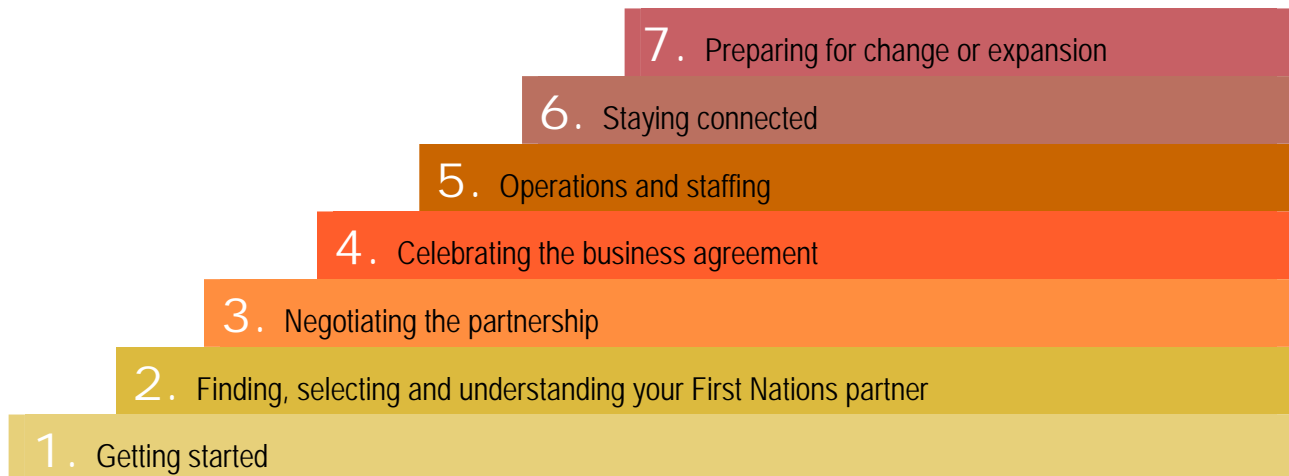 7. Preparing for change or expansion
6. Staying connected
5. Operations and staffing
4. Celebrating the business agreement
3. Negotiating the partnership
2. Finding, selecting and understanding your First Nations partner
1. Getting started